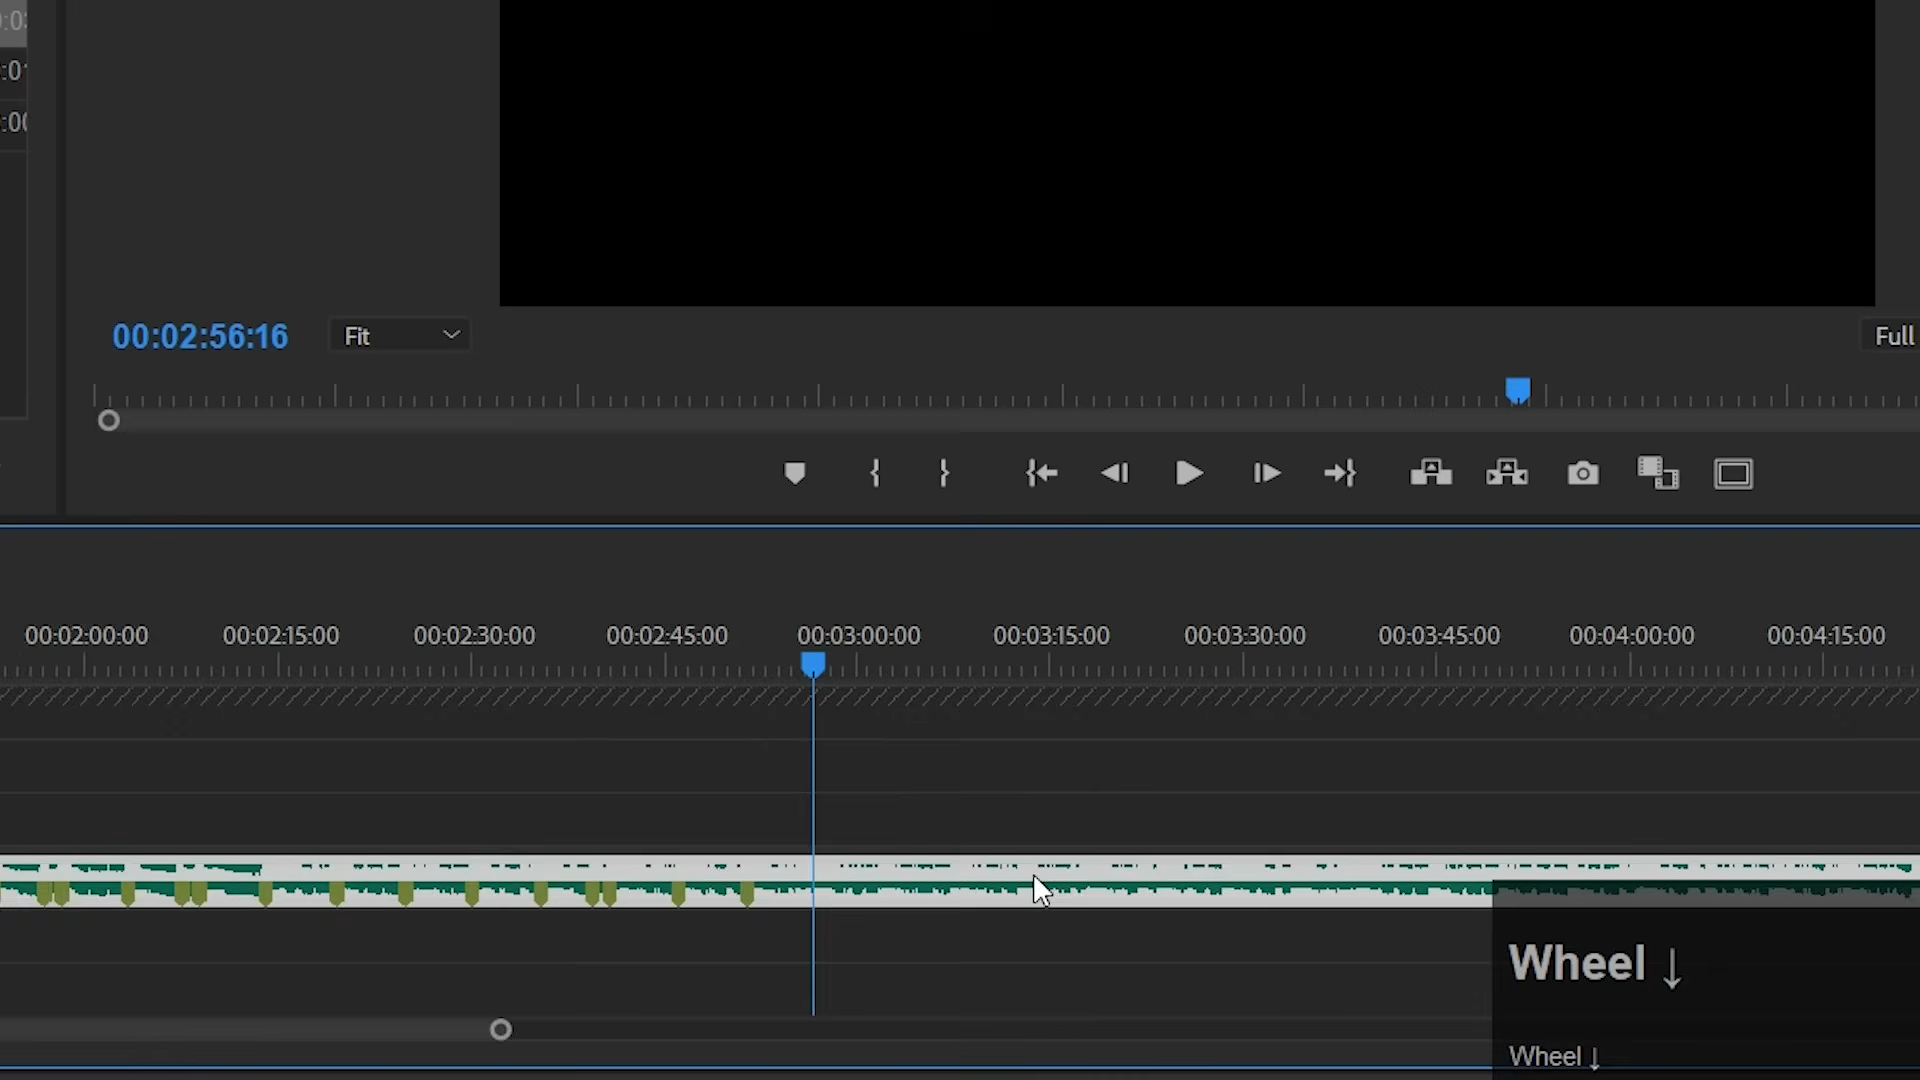 00:02:56:16
Fit
Full
00:02:00:00
00:02:15:00
00:02:30:00
00:02:45:00
00:03:00:00
00:03:15:00
00:03:30:00
00:03:45:00
00:04:00:00
00:04:15:00
Wheel ↓
Wheel ↓